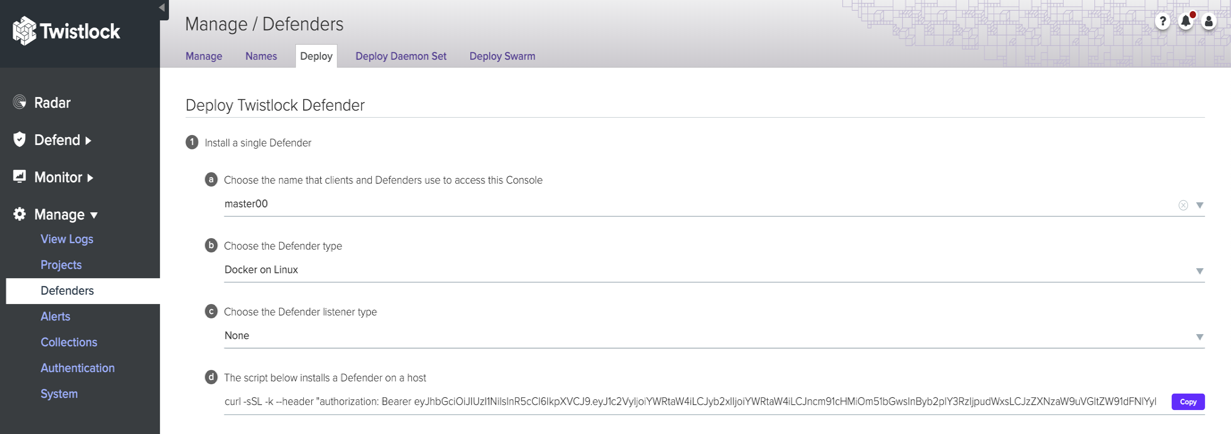 Twistlock
Manage / Defenders
?
Manage Names Deploy Deploy Daemon Set Deploy Swarm
Radar
Defend
Monitor
Manage
View Logs
Projects
Defenders
Alerts
Collections
Authentication
System
Deploy Twistlock Defender
1 Install a single Defender
a Choose the name that clients and Defenders use to access this Console
master00
b Choose the Defender type
Docker on Linux
c Choose the Defender listener type
None
d The script below installs a Defender on a host
curl -sSL -k --header "authorization: Bearer
Copy